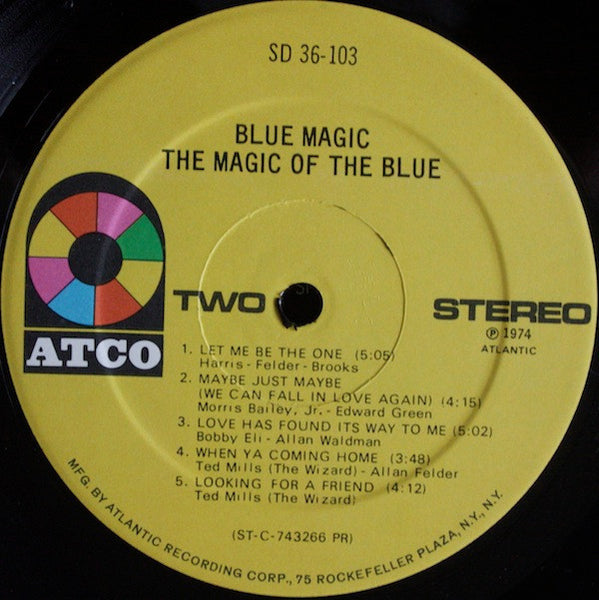 SD 36-103
BLUE MAGIC
THE MAGIC OF THE BLUE
ATCO
TWO
STEREO
Ⓟ 1974
ATLANTIC
1. LET ME BE THE ONE (5:05)
Harris - Felder - Brooks
2. MAYBE JUST MAYBE
(WE CAN FALL IN LOVE AGAIN) (4:15)
Morris Bailey, Jr. - Edward Green
3. LOVE HAS FOUND ITS WAY TO ME (5:02)
Bobby Eli - Allan Waldman
4. WHEN YA COMING HOME (3:48)
Ted Mills (The Wizard) - Allan Felder
5. LOOKING FOR A FRIEND (4:12)
Ted Mills (The Wizard)
(ST-C-743266 PR)
MFG. BY ATLANTIC RECORDING CORP., 75 ROCKEFELLER PLAZA, N.Y., N.Y.